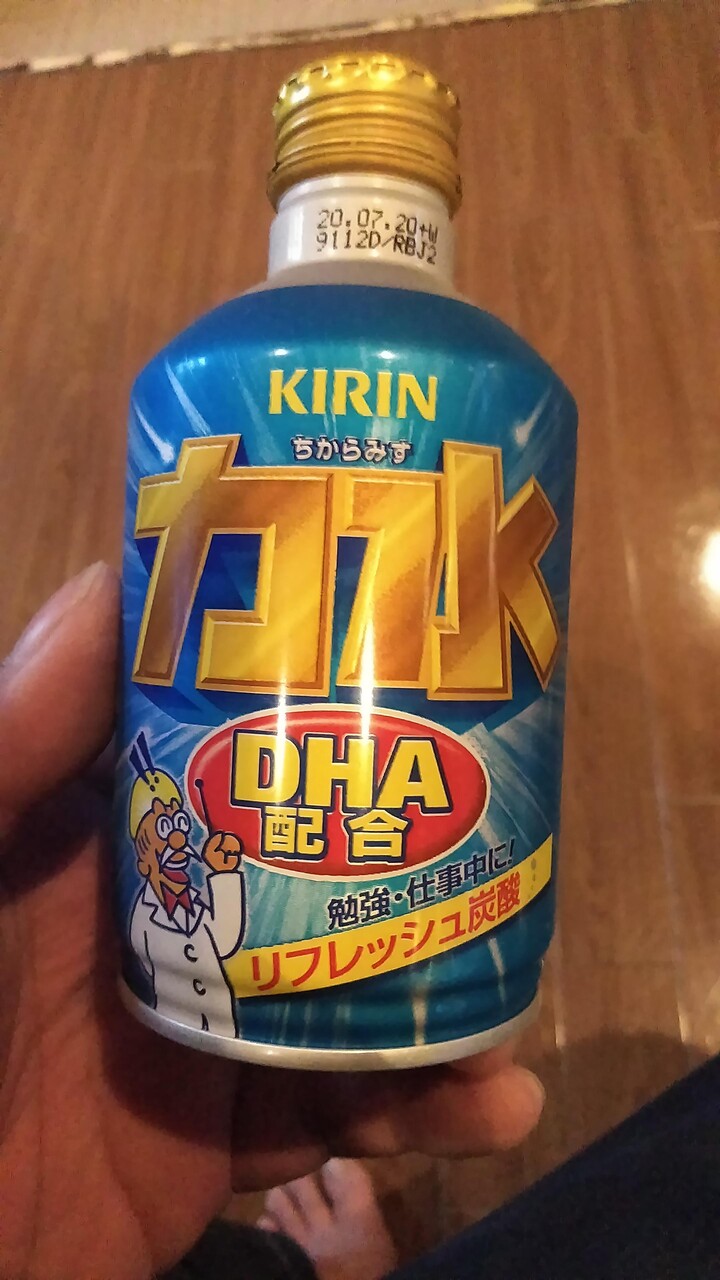 20.07.20+W
9112D/RBJ2
KIRIN
ちからみず
力水
DHA
配合
勉強・仕事中に!
リフレッシュ炭酸